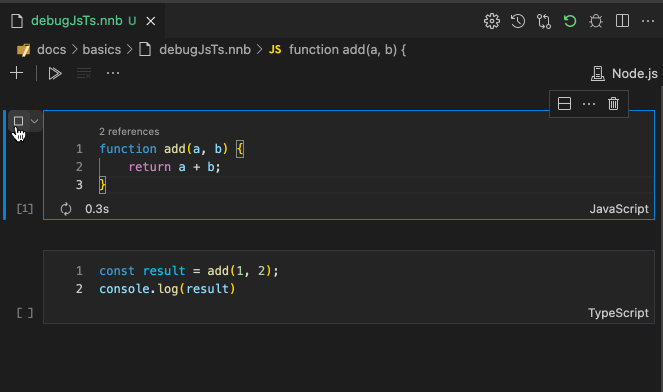 debugJsTs.nnb U
docs > basics > debugJsTs.nnb > JS function add(a, b) {
Node.js
2 references
1 function add(a, b) {
2 return a + b;
3 }
[1] 0.3s JavaScript
1 const result = add(1, 2);
2 console.log(result)
[ ] TypeScript